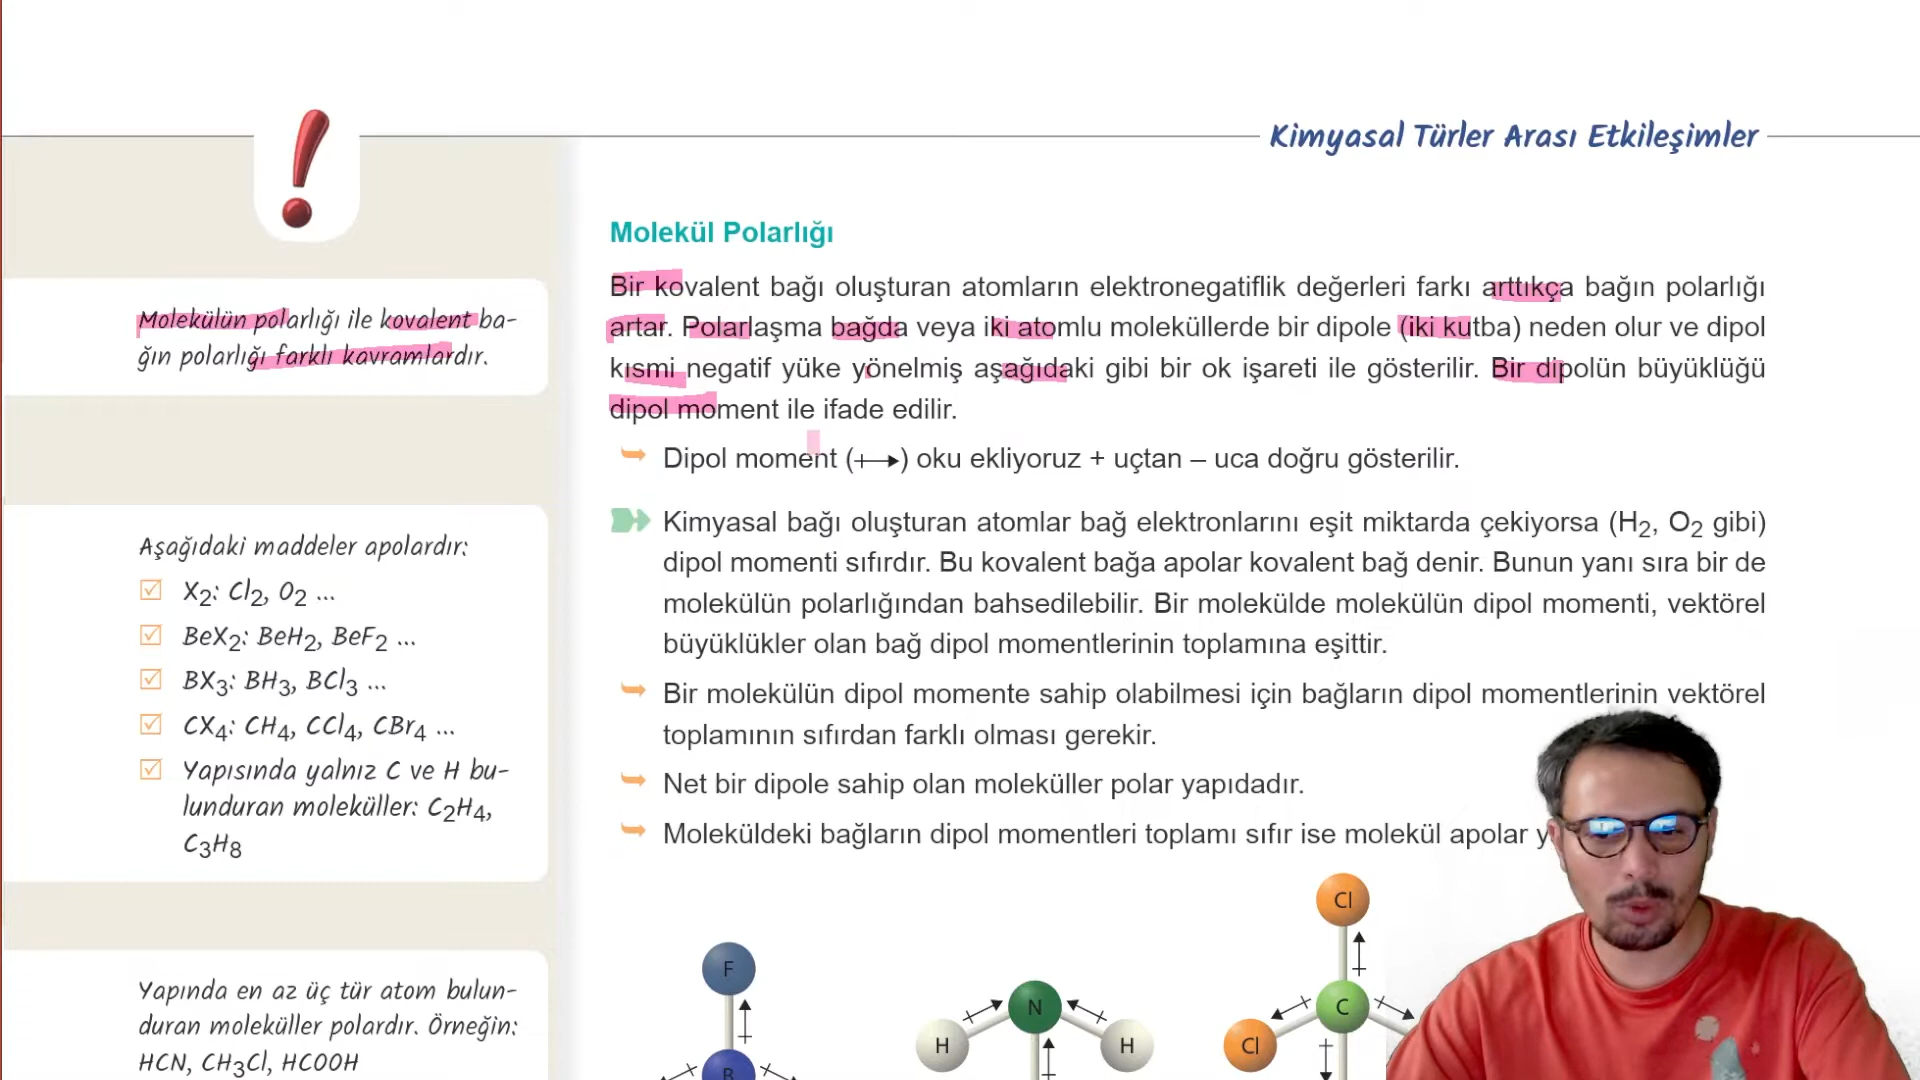 Kimyasal Türler Arası Etkileşimler
Molekülün polarlığı ile kovalent ba-
ğın polarlığı farklı kavramlardır.
Aşağıdaki maddeler apolardır:
X2: Cl2, O2 ...
BeX2: BeH2, BeF2 ...
BX3: BH3, BCl3 ...
CX4: CH4, CCl4, CBr4 ...
Yapısında yalnız C ve H bu-
lunduran moleküller: C2H4,
C3H8
Yapında en az üç tür atom bulun-
duran moleküller polardır. Örneğin:
HCN, CH3Cl, HCOOH
Molekül Polarlığı
Bir kovalent bağı oluşturan atomların elektronegatiflik değerleri farkı arttıkça bağın polarlığı
artar. Polarlaşma bağda veya iki atomlu moleküllerde bir dipole (iki kutba) neden olur ve dipol
kısmi negatif yüke yönelmiş aşağıdaki gibi bir ok işareti ile gösterilir. Bir dipolün büyüklüğü
dipol moment ile ifade edilir.
Dipol moment (+→) oku ekliyoruz + uçtan – uca doğru gösterilir.
Kimyasal bağı oluşturan atomlar bağ elektronlarını eşit miktarda çekiyorsa (H2, O2 gibi)
dipol momenti sıfırdır. Bu kovalent bağa apolar kovalent bağ denir. Bunun yanı sıra bir de
molekülün polarlığından bahsedilebilir. Bir molekülde molekülün dipol momenti, vektörel
büyüklükler olan bağ dipol momentlerinin toplamına eşittir.
Bir molekülün dipol momente sahip olabilmesi için bağların dipol momentlerinin vektörel
toplamının sıfırdan farklı olması gerekir.
Net bir dipole sahip olan moleküller polar yapıdadır.
Moleküldeki bağların dipol momentleri toplamı sıfır ise molekül apolar y
Cl
F
N
C
H
H
Cl
B